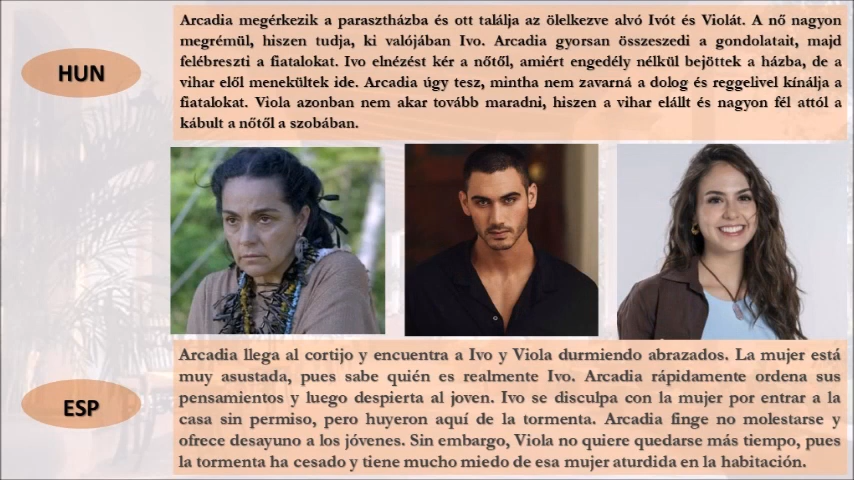 HUN
Arcadia megérkezik a parasztházba és ott találja az ölelkezve alvó Ivót és Violát. A nő nagyon
megrémül, hiszen tudja, ki valójában Ivo. Arcadia gyorsan összeszedi a gondolatait, majd
felébreszti a fiatalokat. Ivo elnézést kér a nőtől, amiért engedély nélkül bejöttek a házba, de a
vihar elől menekültek ide. Arcadia úgy tesz, mintha nem zavarná a dolog és reggelivel kínálja a
fiatalokat. Viola azonban nem akar tovább maradni, hiszen a vihar elállt és nagyon fél attól a
kábult a nőtől a szobában.
ESP
Arcadia llega al cortijo y encuentra a Ivo y Viola durmiendo abrazados. La mujer está
muy asustada, pues sabe quién es realmente Ivo. Arcadia rápidamente ordena sus
pensamientos y luego despierta al joven. Ivo se disculpa con la mujer por entrar a la
casa sin permiso, pero huyeron aquí de la tormenta. Arcadia finge no molestarse y
ofrece desayuno a los jóvenes. Sin embargo, Viola no quiere quedarse más tiempo, pues
la tormenta ha cesado y tiene mucho miedo de esa mujer aturdida en la habitación.